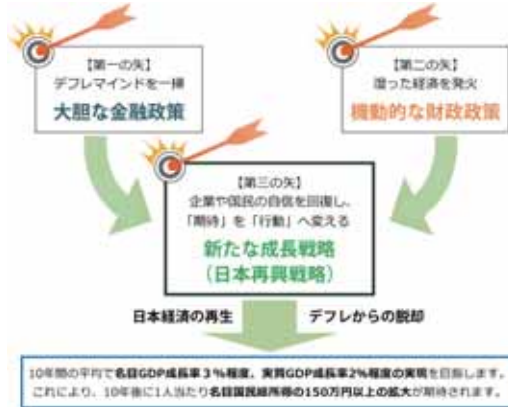 【第一の矢】
デフレマインドを一掃
大胆な金融政策
【第二の矢】
湿った経済を発火
機動的な財政政策
【第三の矢】
企業や国民の自信を回復し、
「期待」を「行動」へ変える
新たな成長戦略
（日本再興戦略）
日本経済の再生
デフレからの脱却
10年間の平均で名目GDP成長率３％程度、実質GDP成長率2％程度の実現を目指します。
これにより、10年後に1人当たり名目国民総所得の150万円以上の拡大が期待されます。